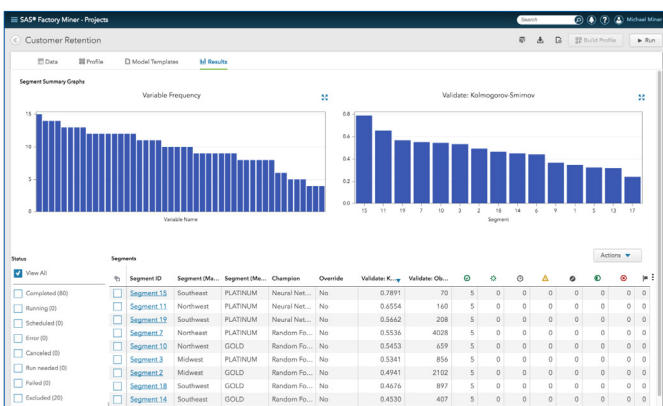 SAS® Factory Miner - Projects
Search
Michael Miner
Customer Retention
Build Profile
Run
Data
Profile
Model Templates
Results
Segment Summary Graphs
Variable Frequency
15
10
5
0
Variable Name
Validate: Kolmogorov-Smirnov
0.8
0.6
0.4
0.2
0.0
15 11 19 7 10 3 2 18 14 6 9 1 5 13 17
Segment
Status
View All
Completed (80)
Running (0)
Scheduled (0)
Error (0)
Canceled (0)
Run needed (0)
Failed (0)
Excluded (20)
Segments
Actions
Segment ID Segment (Ma... Segment (Me... Champion Override Validate: K... Validate: Ob...
Segment 15 Southeast PLATINUM Neural Net... No 0.7891 70 5 0 0 0 0 0 0 0
Segment 11 Northwest PLATINUM Neural Net... No 0.6554 160 5 0 0 0 0 0 0 0
Segment 19 Southwest PLATINUM Neural Net... No 0.5662 208 5 0 0 0 0 0 0 0
Segment 7 Northeast PLATINUM Random Fo... No 0.5536 4028 5 0 0 0 0 0 0 0
Segment 10 Northwest GOLD Random Fo... No 0.5453 659 5 0 0 0 0 0 0 0
Segment 3 Midwest PLATINUM Random Fo... No 0.5341 856 5 0 0 0 0 0 0 0
Segment 2 Midwest GOLD Random Fo... No 0.4941 2102 5 0 0 0 0 0 0 0
Segment 18 Southwest GOLD Random Fo... No 0.4676 897 5 0 0 0 0 0 0 0
Segment 14 Southeast GOLD Random Fo... No 0.4530 407 5 0 0 0 0 0 0 0